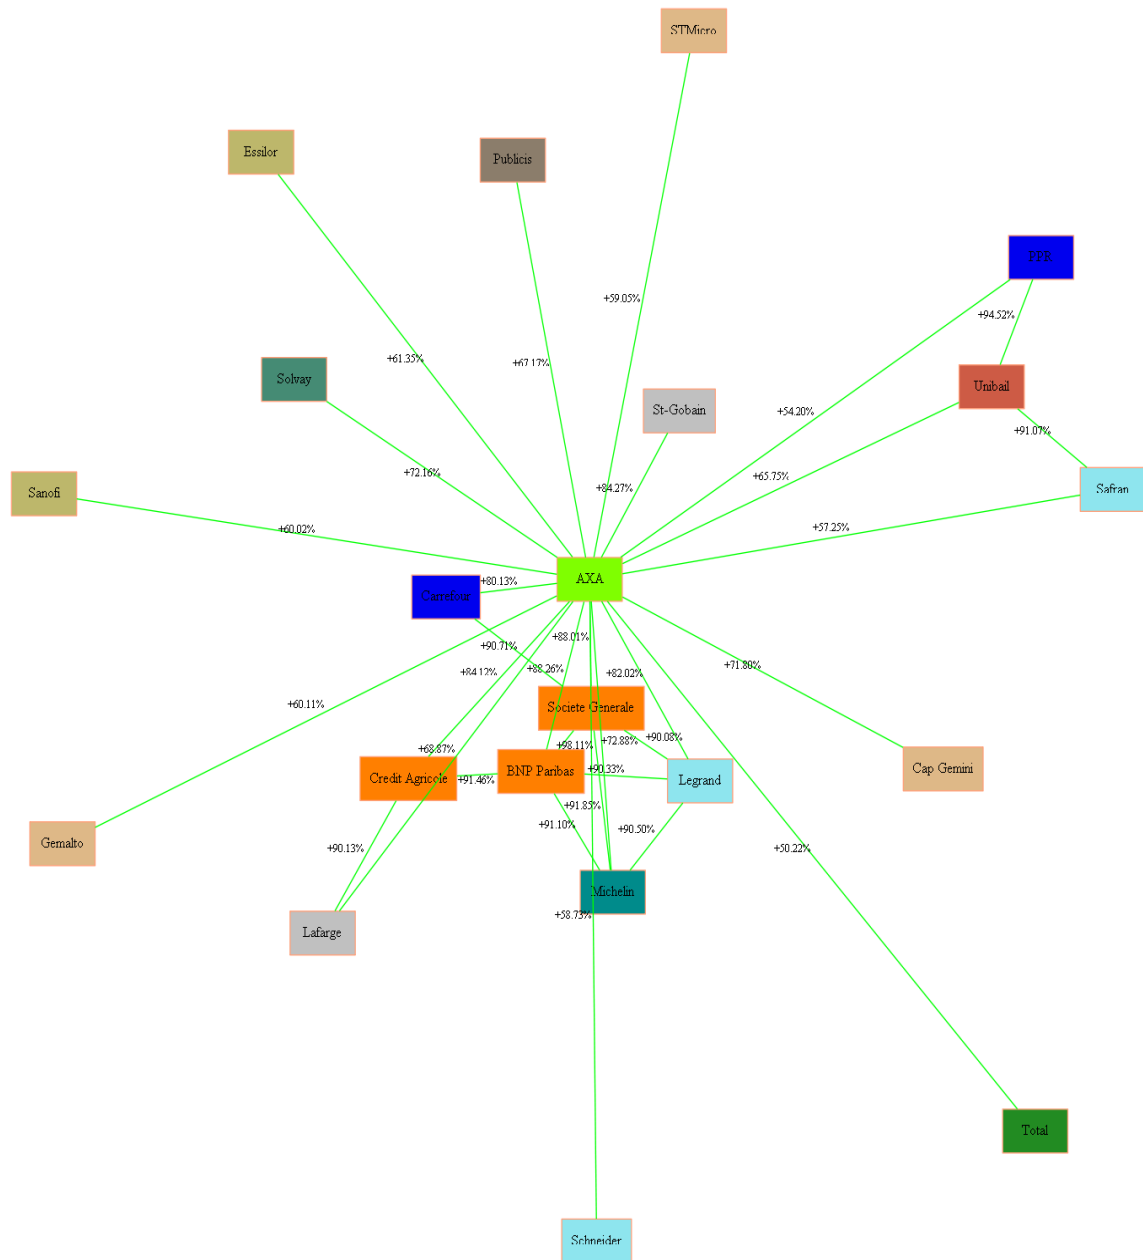 STMicro
Essilor
Publicis
PPR
+59.05%
+94.52%
+61.35%
+67.17%
Solvay
Unibail
St-Gobain
+54.20%
+91.07%
+72.16%
+65.75%
+84.27%
Sanofi
Safran
+60.02%
+57.25%
AXA
+80.13%
Carrefour
+88.01%
+90.71%
+71.80%
+88.26%
+84.12%
+82.02%
+60.11%
Societe Generale
+90.08%
+72.88%
+98.11%
+68.87%
Cap Gemini
BNP Paribas
+90.33%
Credit Agricole
+91.46%
Legrand
+91.85%
+91.10%
+90.50%
Gemalto
+90.13%
+50.22%
Michelin
+58.73%
Lafarge
Total
Schneider